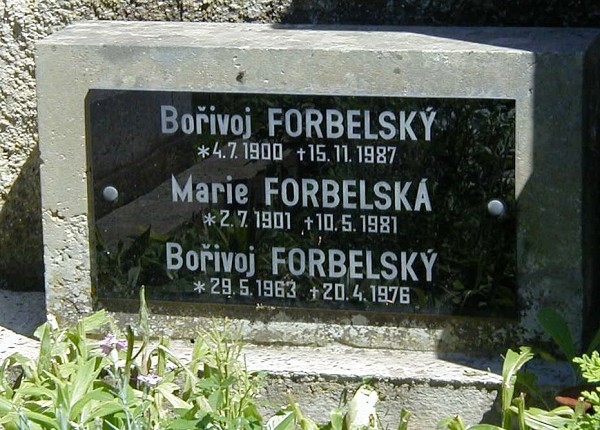 Bořivoj FORBELSKÝ
*4.7.1900 †15.11.1987
Marie FORBELSKÁ
*2.7.1901 †10.5.1981
Bořivoj FORBELSKÝ
*29.5.1963 †20.4.1976